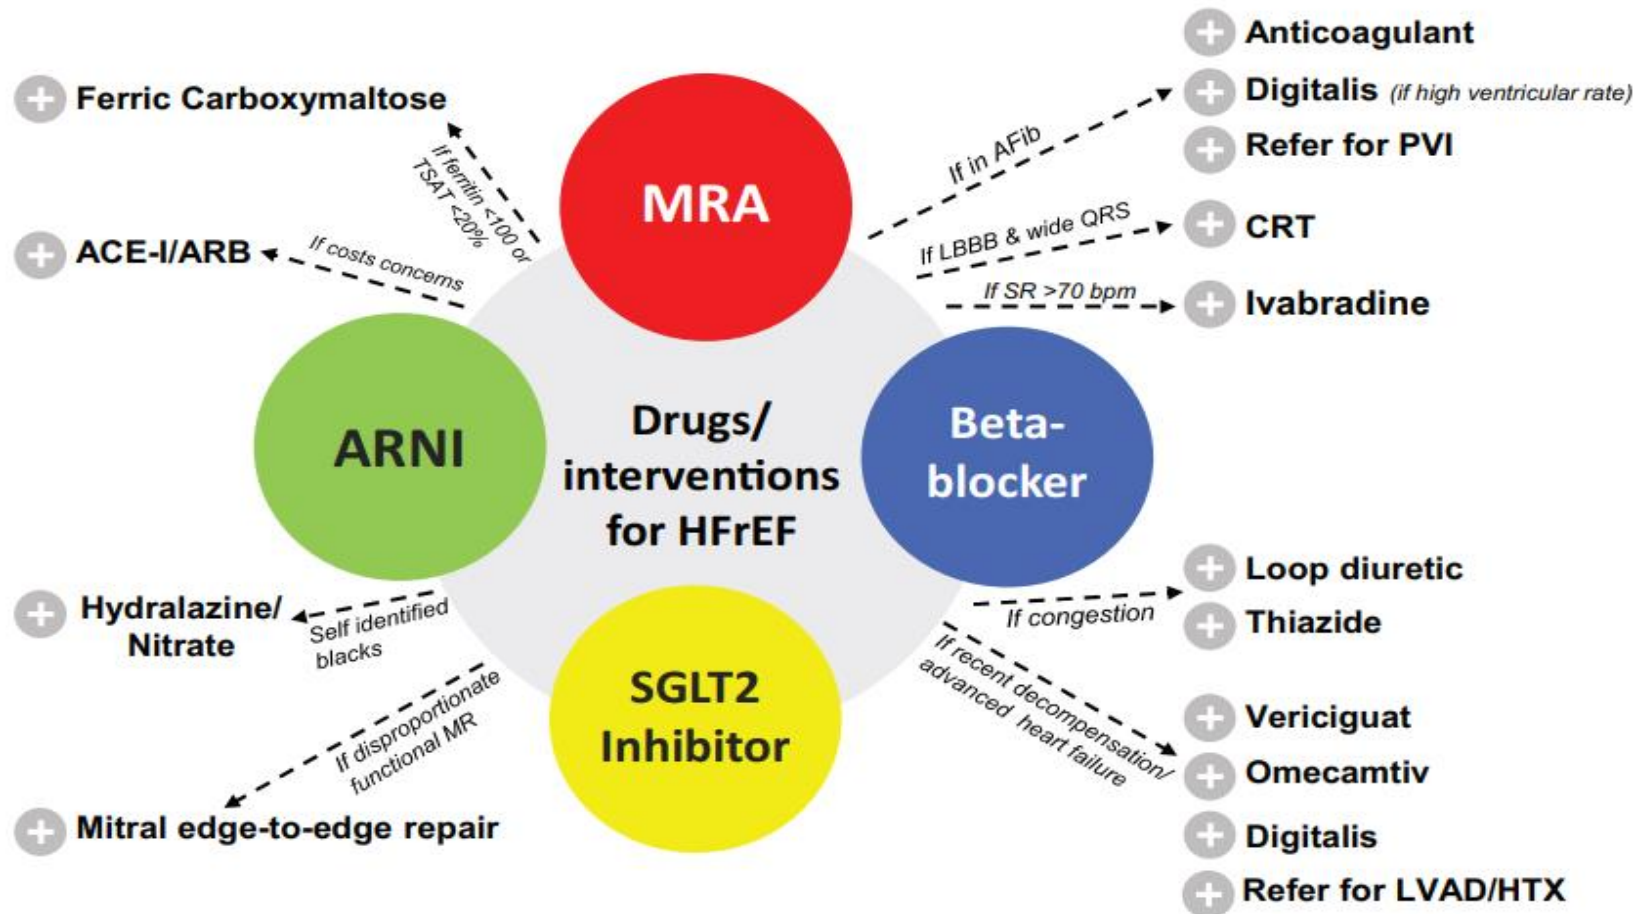 Ferric Carboxymaltose
If ferritin <100 or
TSAT <20%
ACE-I/ARB
If costs concerns
MRA
ARNI
Drugs/
interventions
for HFrEF
Beta-
blocker
SGLT2
Inhibitor
Hydralazine/
Nitrate
Self identified
blacks
If disproportionate
functional MR
Mitral edge-to-edge repair
If in AFib
Anticoagulant
Digitalis (if high ventricular rate)
Refer for PVI
If LBBB & wide QRS
CRT
If SR >70 bpm
Ivabradine
If congestion
Loop diuretic
Thiazide
If recent decompensation/
advanced heart failure
Vericiguat
Omecamtiv
Digitalis
Refer for LVAD/HTX